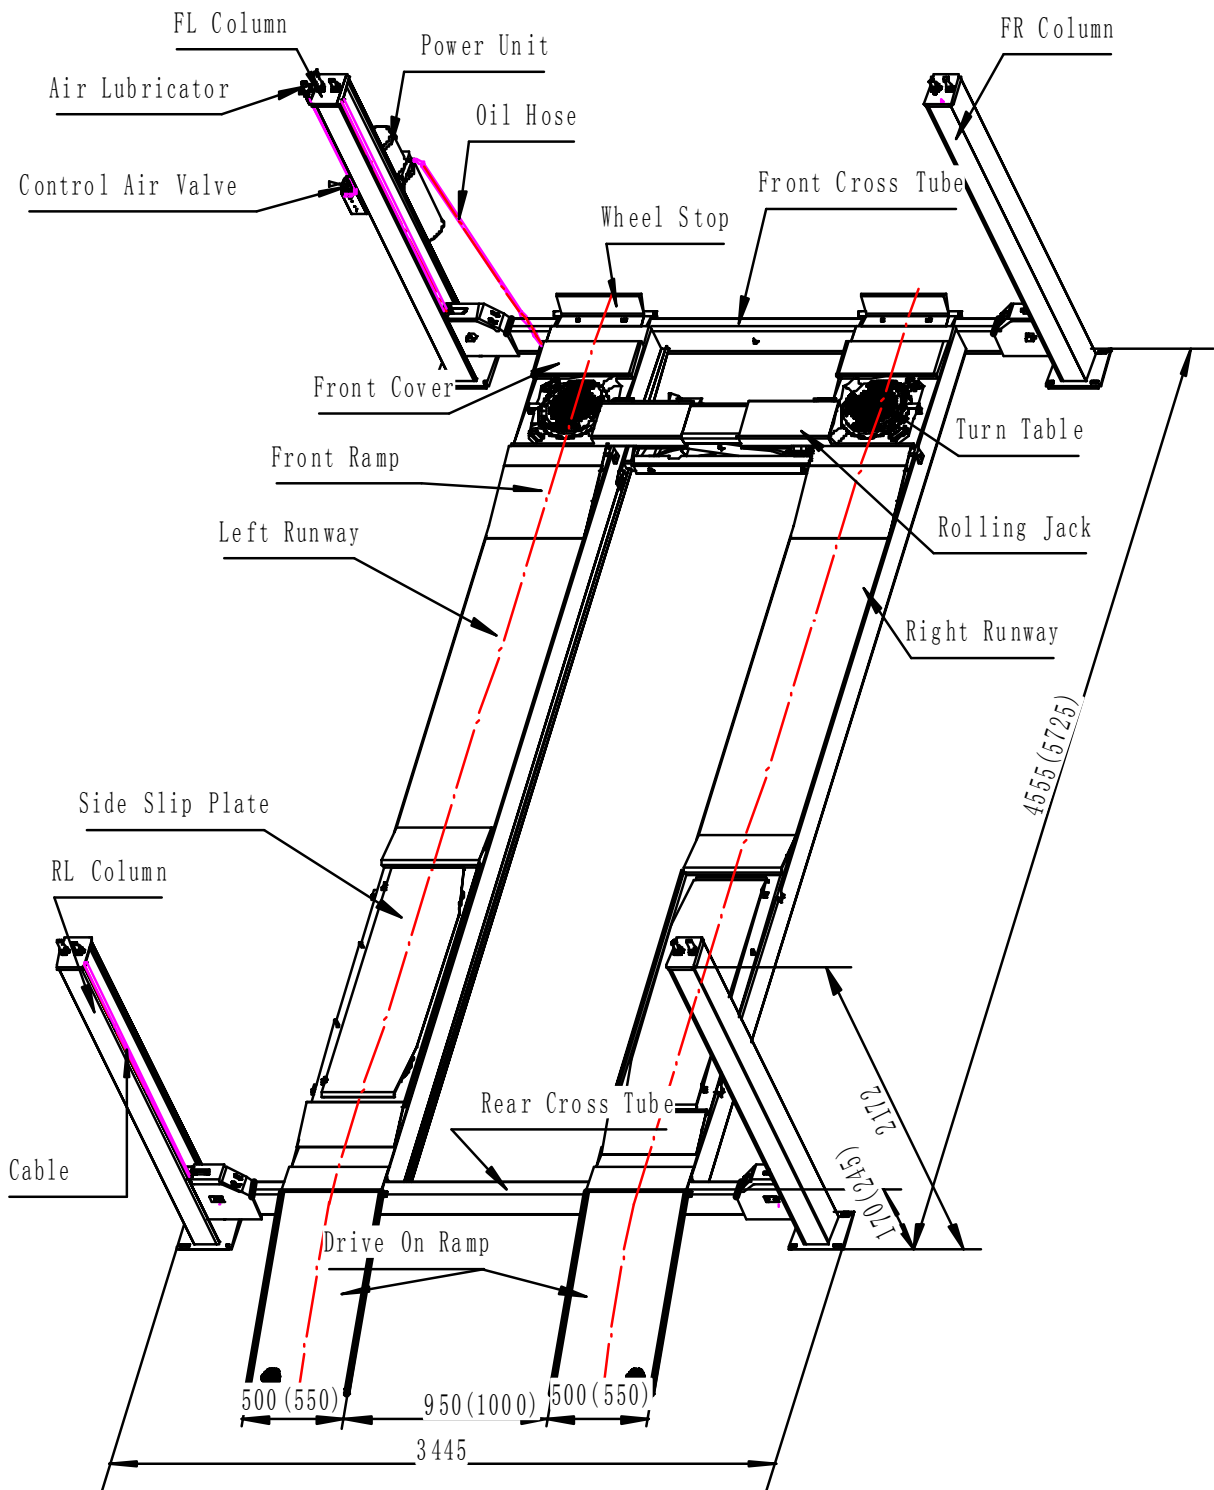 FL Column
FR Column
Power Unit
Air Lubricator
Oil Hose
Control Air Valve
Front Cross Tube
Wheel Stop
Front Cover
Turn Table
Front Ramp
Left Runway
Rolling Jack
Right Runway
4555(5725)
Side Slip Plate
RL Column
2172
Rear Cross Tube
170(245)
Cable
Drive On Ramp
500(550)
950(1000)
500(550)
3445